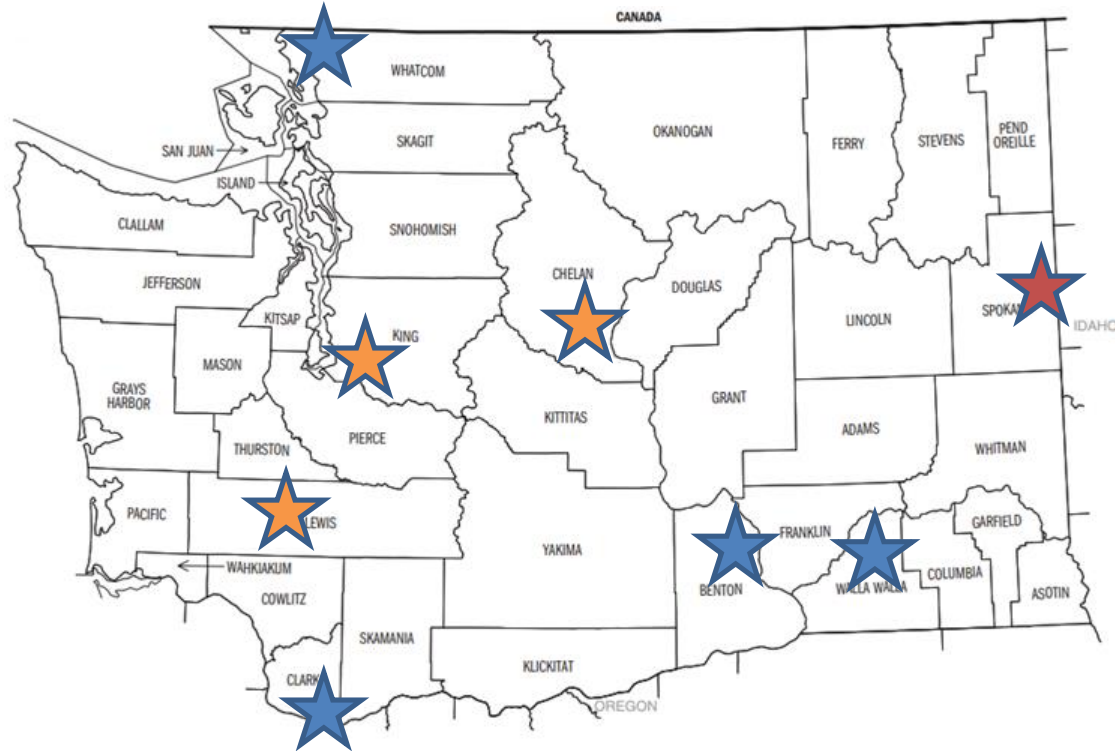 CANADA
WHATCOM
SKAGIT
OKANOGAN
FERRY
STEVENS
PEND
OREILLE
SAN JUAN
ISLAND
CLALLAM
SNOHOMISH
CHELAN
DOUGLAS
JEFFERSON
KITSAP
KING
LINCOLN
SPOKAN
IDAHO
MASON
GRAYS
HARBOR
GRANT
KITTITAS
ADAMS
PIERCE
THURSTON
WHITMAN
PACIFIC
LEWIS
FRANKLIN
GARFIELD
YAKIMA
WAHKIAKUM
COLUMBIA
BENTON
WALLA WALLA
ASOTIN
COWLITZ
SKAMANIA
KLICKITAT
CLARK
OREGON